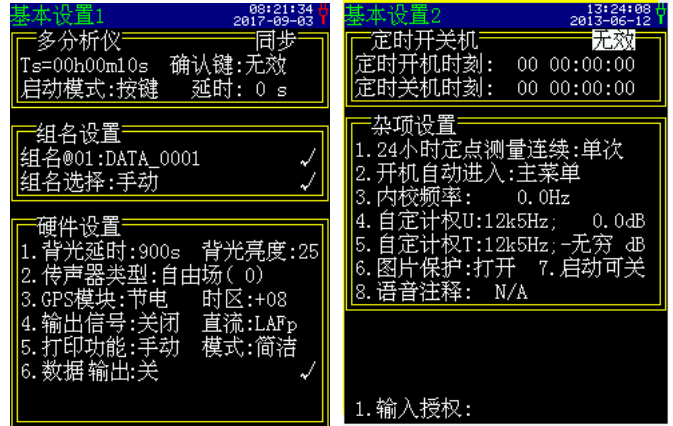 基本设置1
08:21:34
2017-09-03
多分析仪
同步
Ts=00h00m10s 确认键:无效
启动模式:按键 延时: 0 s
组名设置
组名@01:DATA_0001 ✓
组名选择:手动 ✓
硬件设置
1.背光延时:900s 背光亮度:25
2.传声器类型:自由场( 0)
3.GPS模块:节电 时区:+08
4.输出信号:关闭 直流:LAFp
5.打印功能:手动 模式:简洁
6.数据输出:关 ✓
基本设置2
13:24:08
2013-06-12
定时开关机
无效
定时开机时刻: 00 00:00:00
定时关机时刻: 00 00:00:00
杂项设置
1.24小时定点测量连续:单次
2.开机自动进入:主菜单
3.内校频率: 0.0Hz
4.自定计权U:12k5Hz; 0.0dB
5.自定计权T:12k5Hz;-无穷 dB
6.图片保护:打开 7.启动可关
8.语音注释: N/A
1.输入授权: